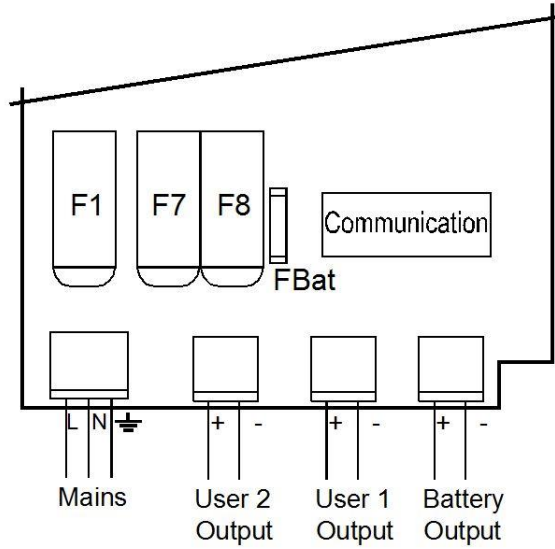 F1 F7 F8
Communication
FBat
L N + - + - + -
Mains User 2 User 1 Battery
Output Output Output